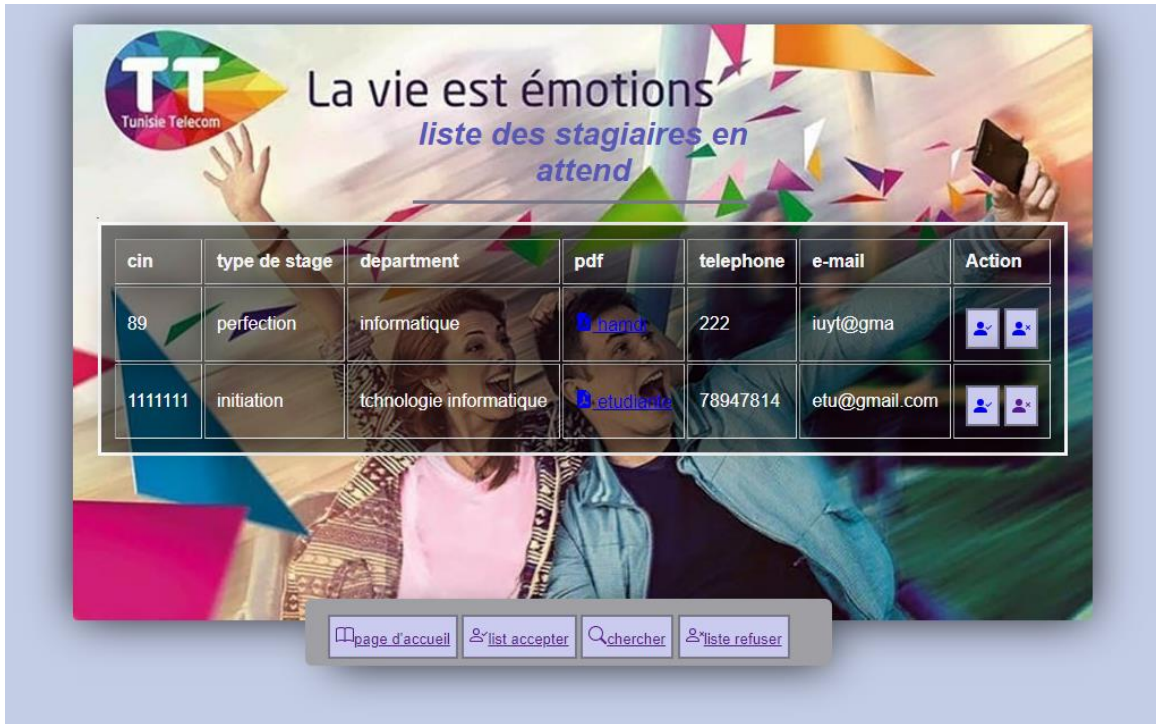 TT
Tunisie Telecom
La vie est émotions
liste des stagiaires en
attend
cin type de stage department pdf telephone e-mail Action
89 perfection informatique hamdi 222 iuyt@gma
1111111 initiation tchnologie informatique etudiante 78947814 etu@gmail.com
page d'accueil list accepter chercher liste refuser